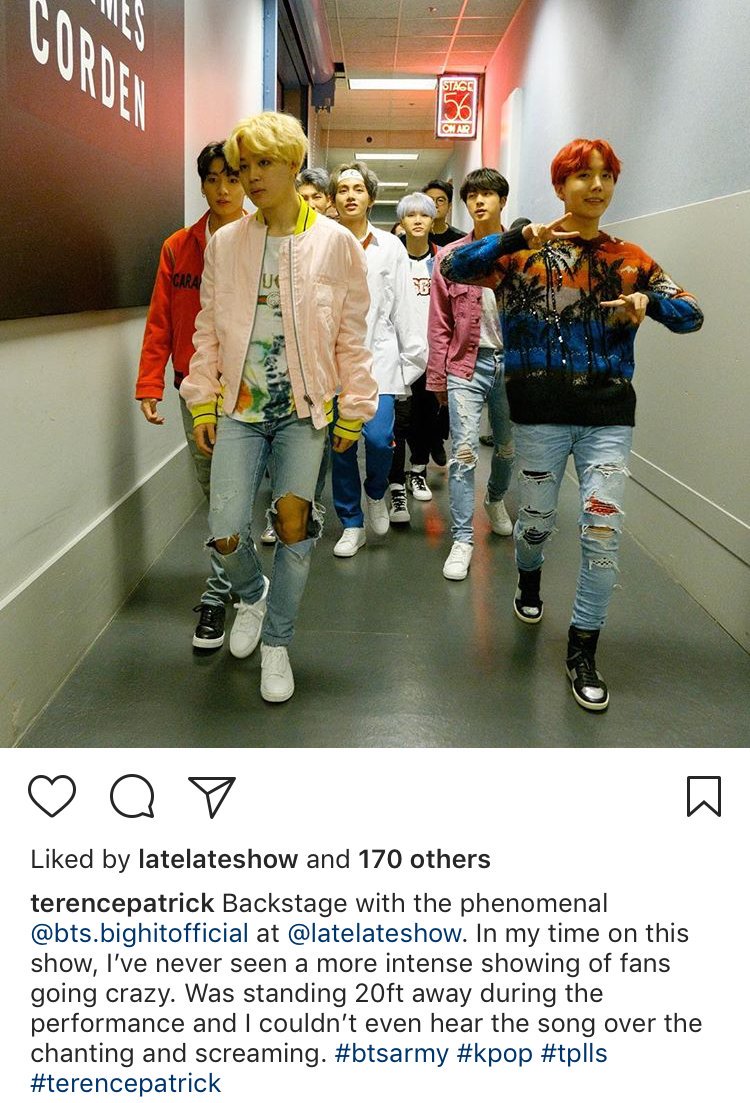 MES
CORDEN
STAGE
56
ON AIR
CARA
UC
SG
Liked by latelateshow and 170 others
terencepatrick Backstage with the phenomenal
@bts.bighitofficial at @latelateshow. In my time on this
show, I’ve never seen a more intense showing of fans
going crazy. Was standing 20ft away during the
performance and I couldn’t even hear the song over the
chanting and screaming. #btsarmy #kpop #tplls
#terencepatrick